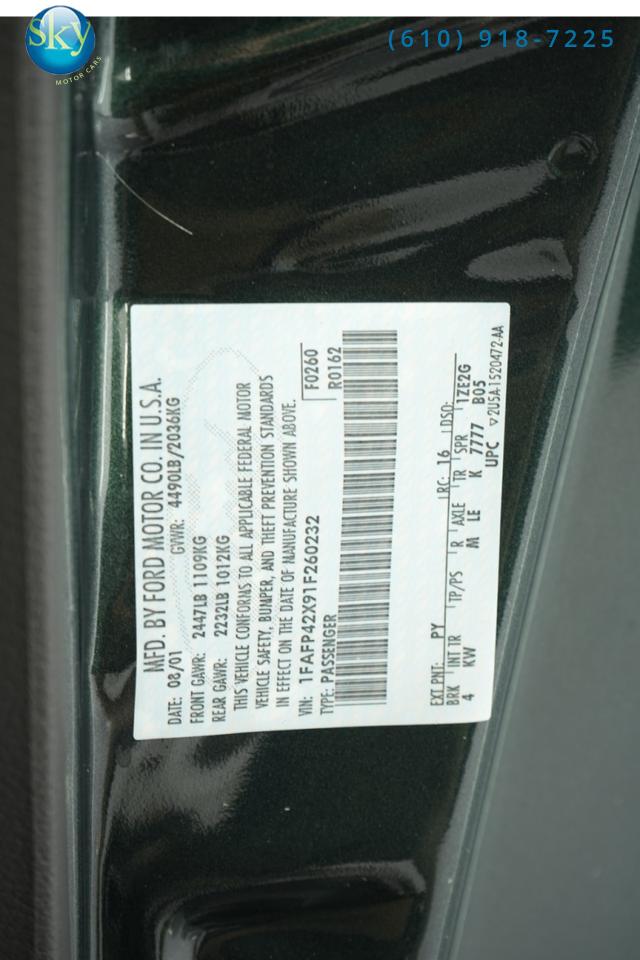 Sky
MOTOR CARS
(610) 918-7225
MFD. BY FORD MOTOR CO. IN U.S.A.
DATE: 08/01 GVWR: 4490LB/2036KG
FRONT GAWR: 2447LB 1109KG
REAR GAWR: 2232LB 1012KG
THIS VEHICLE CONFORMS TO ALL APPLICABLE FEDERAL MOTOR
VEHICLE SAFETY, BUMPER, AND THEFT PREVENTION STANDARDS
IN EFFECT ON THE DATE OF MANUFACTURE SHOWN ABOVE.
VIN: 1FAFP42X91F260232 F0260
TYPE: PASSENGER R0162
EXT PNT: PY RC: 16 DSO:
BRK INT TR TP/PS R AXLE TR SPR 1ZE2G
4 KW M LE K 7777 B05
UPC ▽2U5A-1520472-AA